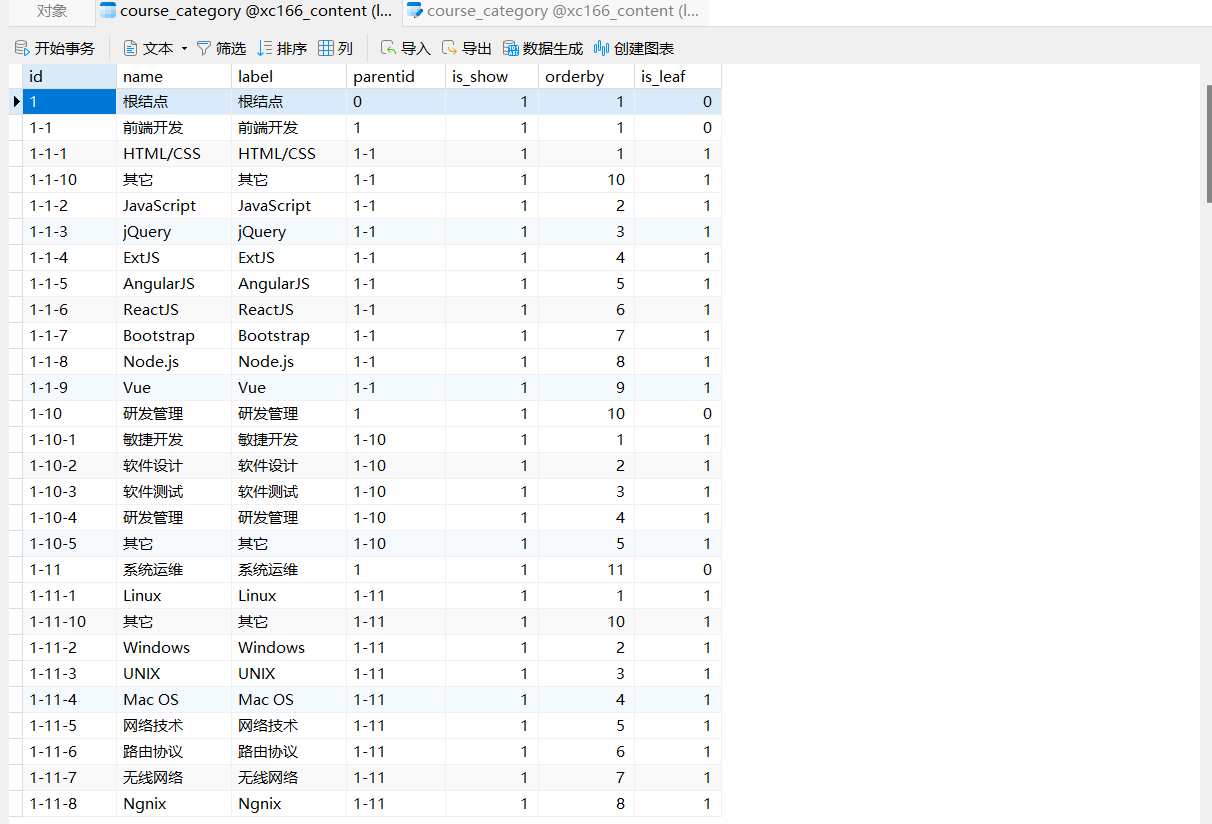 对象 course_category @xc166_content (l... course_category @xc166_content (l...
开始事务 文本 筛选 排序 列 导入 导出 数据生成 创建图表
id name label parentid is_show orderby is_leaf
1 根结点 根结点 0 1 1 0
1-1 前端开发 前端开发 1 1 1 0
1-1-1 HTML/CSS HTML/CSS 1-1 1 1 1
1-1-10 其它 其它 1-1 1 10 1
1-1-2 JavaScript JavaScript 1-1 1 2 1
1-1-3 jQuery jQuery 1-1 1 3 1
1-1-4 ExtJS ExtJS 1-1 1 4 1
1-1-5 AngularJS AngularJS 1-1 1 5 1
1-1-6 ReactJS ReactJS 1-1 1 6 1
1-1-7 Bootstrap Bootstrap 1-1 1 7 1
1-1-8 Node.js Node.js 1-1 1 8 1
1-1-9 Vue Vue 1-1 1 9 1
1-10 研发管理 研发管理 1 1 10 0
1-10-1 敏捷开发 敏捷开发 1-10 1 1 1
1-10-2 软件设计 软件设计 1-10 1 2 1
1-10-3 软件测试 软件测试 1-10 1 3 1
1-10-4 研发管理 研发管理 1-10 1 4 1
1-10-5 其它 其它 1-10 1 5 1
1-11 系统运维 系统运维 1 1 11 0
1-11-1 Linux Linux 1-11 1 1 1
1-11-10 其它 其它 1-11 1 10 1
1-11-2 Windows Windows 1-11 1 2 1
1-11-3 UNIX UNIX 1-11 1 3 1
1-11-4 Mac OS Mac OS 1-11 1 4 1
1-11-5 网络技术 网络技术 1-11 1 5 1
1-11-6 路由协议 路由协议 1-11 1 6 1
1-11-7 无线网络 无线网络 1-11 1 7 1
1-11-8 Ngnix Ngnix 1-11 1 8 1